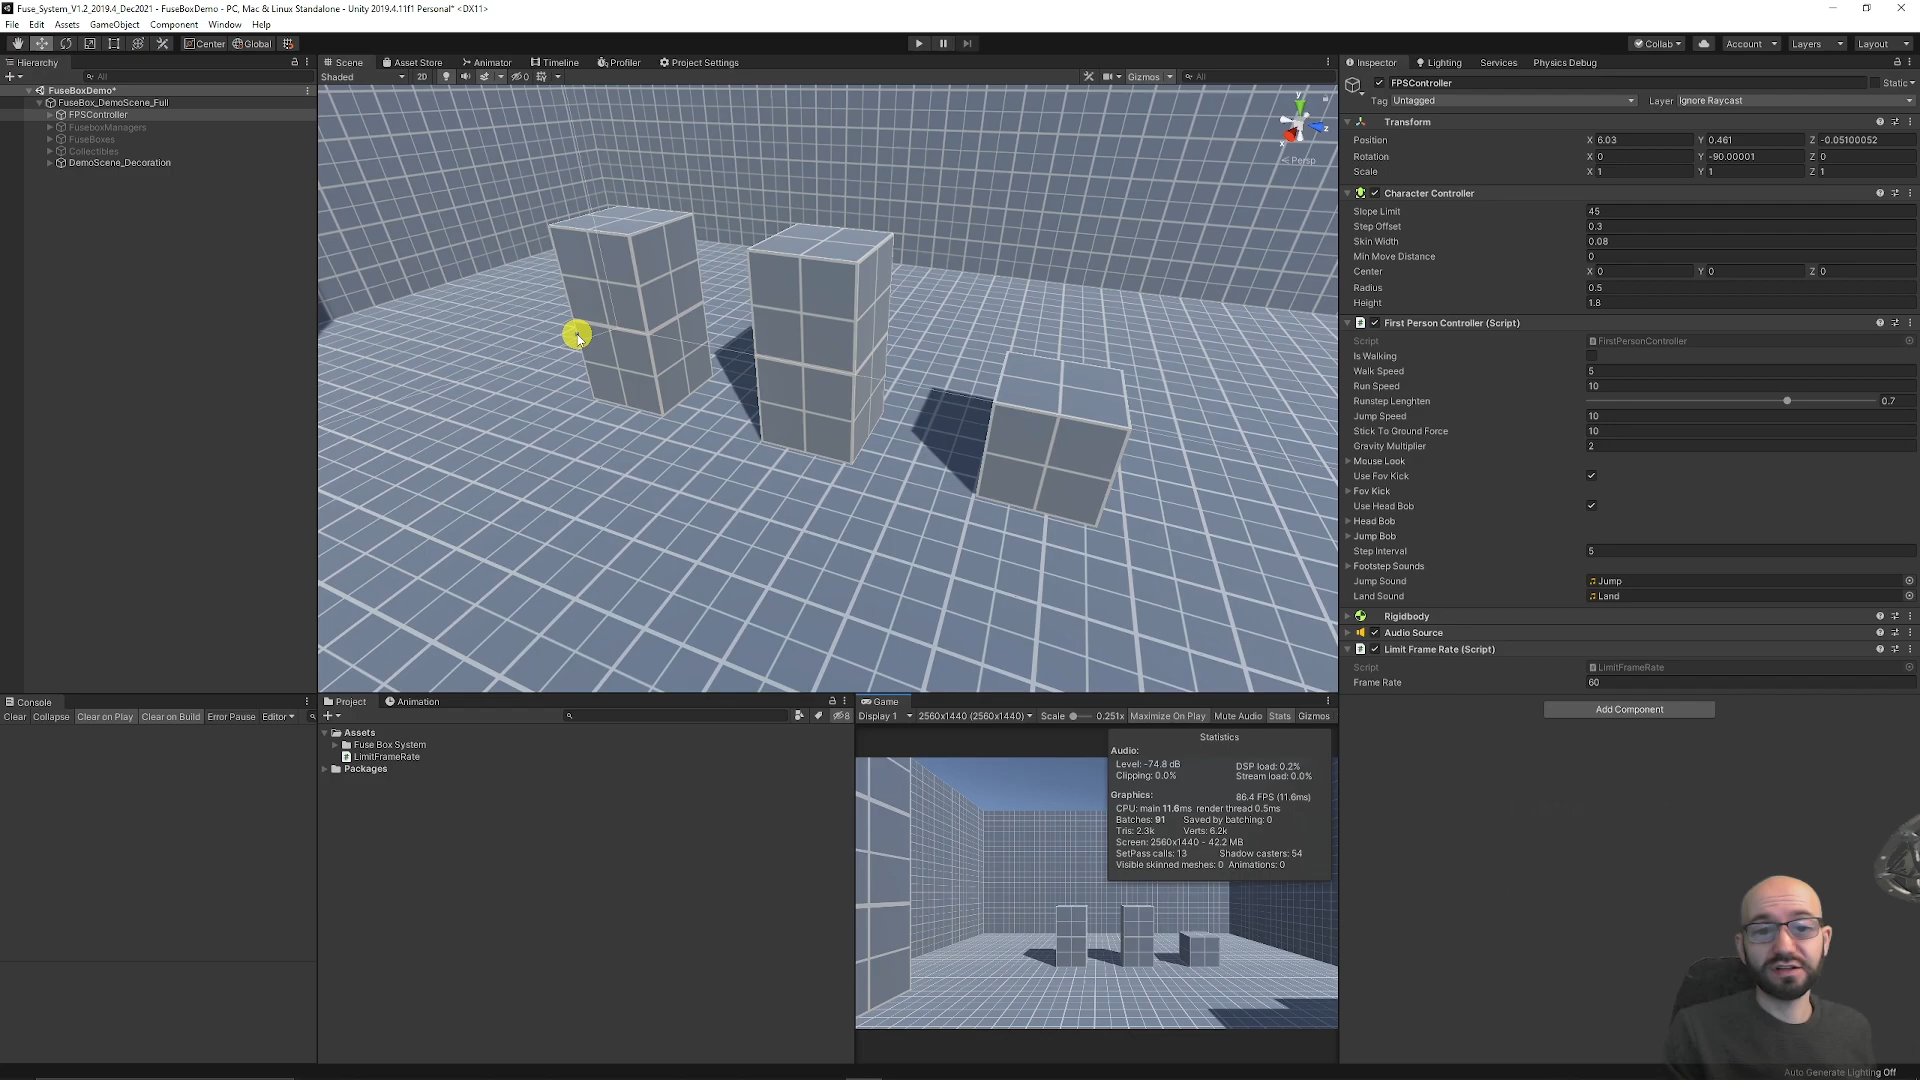 Fuse_System_V1.2_2019.4_Dec2021 - FuseBoxDemo - PC, Mac & Linux Standalone - Unity 2019.4.11f1 Personal* <DX11>
File Edit Assets GameObject Component Window Help
Center Global Collab Account Layers Layout
Hierarchy
All
FuseBoxDemo*
FuseBox_DemoScene_Full
FPSController
FuseboxManagers
FuseBoxes
Collectibles
DemoScene_Decoration
Scene Asset Store Animator Timeline Profiler Project Settings
Shaded 2D 0 Gizmos All
y
z
x
< Persp
Inspector Lighting Services Physics Debug
FPSController Static
Tag Untagged Layer Ignore Raycast
Transform
Position X 6.03 Y 0.461 Z -0.05100052
Rotation X 0 Y -90.00001 Z 0
Scale X 1 Y 1 Z 1
Character Controller
Slope Limit 45
Step Offset 0.3
Skin Width 0.08
Min Move Distance 0
Center X 0 Y 0 Z 0
Radius 0.5
Height 1.8
First Person Controller (Script)
Script FirstPersonController
Is Walking
Walk Speed 5
Run Speed 10
Runstep Lenghten 0.7
Jump Speed 10
Stick To Ground Force 10
Gravity Multiplier 2
Mouse Look
Use Fov Kick
Fov Kick
Use Head Bob
Head Bob
Jump Bob
Step Interval 5
Footstep Sounds
Jump Sound Jump
Land Sound Land
Rigidbody
Audio Source
Limit Frame Rate (Script)
Script LimitFrameRate
Frame Rate 60
Add Component
Console
Clear Collapse Clear on Play Clear on Build Error Pause Editor
Project Animation
8
Assets
Fuse Box System
LimitFrameRate
Packages
Game
Display 1 2560x1440 (2560x1440) Scale 0.251x Maximize On Play Mute Audio Stats Gizmos
Statistics
Audio:
Level: -74.8 dB DSP load: 0.2%
Clipping: 0.0% Stream load: 0.0%
Graphics: 86.4 FPS (11.6ms)
CPU: main 11.6ms render thread 0.5ms
Batches: 91 Saved by batching: 0
Tris: 2.3k Verts: 6.2k
Screen: 2560x1440 - 42.2 MB
SetPass calls: 13 Shadow casters: 54
Visible skinned meshes: 0 Animations: 0
Auto Generate Lighting Off